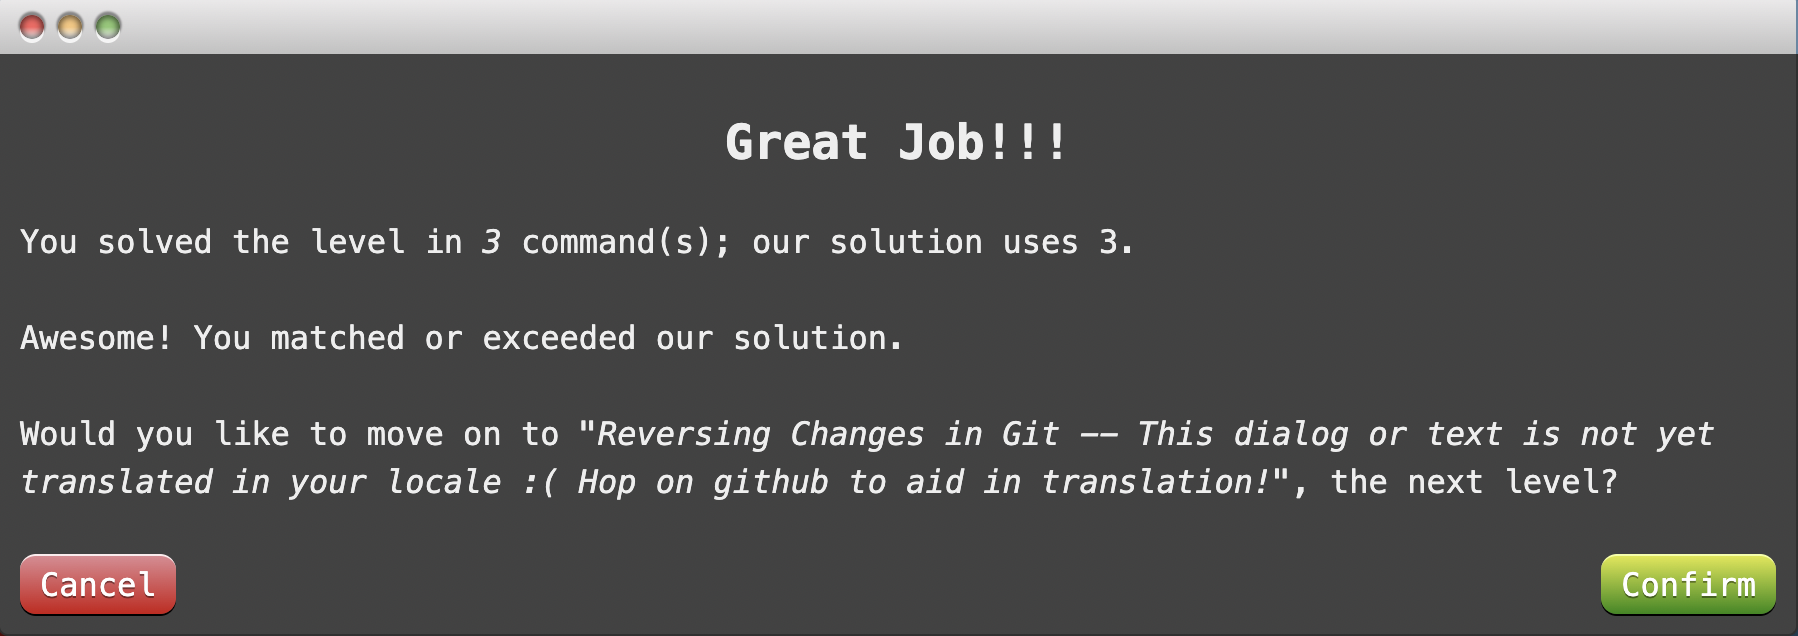 Great Job!!!
You solved the level in 3 command(s); our solution uses 3.
Awesome! You matched or exceeded our solution.
Would you like to move on to "Reversing Changes in Git -- This dialog or text is not yet
translated in your locale :( Hop on github to aid in translation!", the next level?
Cancel
Confirm